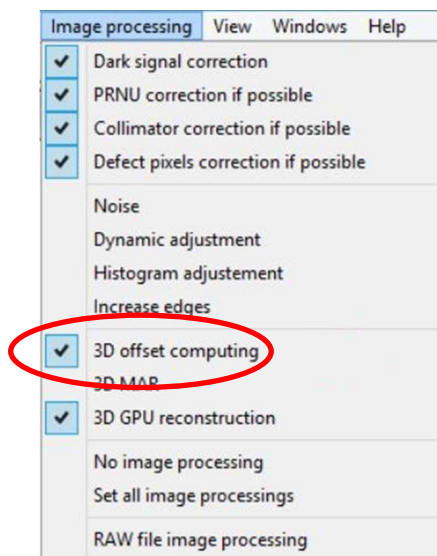 Image processing View Windows Help
Dark signal correction
PRNU correction if possible
Collimator correction if possible
Defect pixels correction if possible
Noise
Dynamic adjustment
Histogram adjustement
Increase edges
3D offset computing
3D MAR
3D GPU reconstruction
No image processing
Set all image processings
RAW file image processing